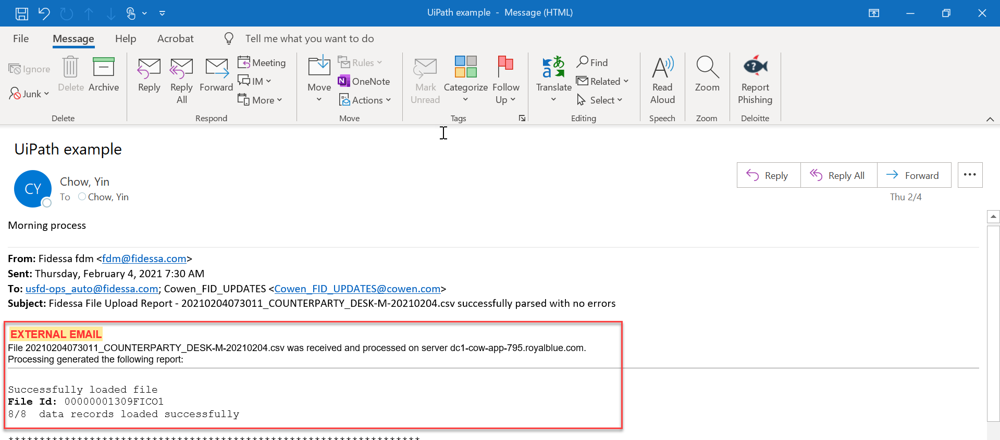 UiPath example - Message (HTML)
File Message Help Acrobat Tell me what you want to do
Ignore
Junk
Delete
Archive
Delete
Reply
Reply All
Forward
Meeting
IM
More
Respond
Move
Rules
OneNote
Actions
Move
Mark Unread
Categorize
Follow Up
Tags
Translate
Find
Related
Select
Editing
Read Aloud
Speech
Zoom
Zoom
Report Phishing
Deloitte
UiPath example
CY
Chow, Yin
To Chow, Yin
Reply Reply All Forward
Thu 2/4
Morning process
From: Fidessa fdm <fdm@fidessa.com>
Sent: Thursday, February 4, 2021 7:30 AM
To: usfd-ops_auto@fidessa.com; Cowen_FID_UPDATES <Cowen_FID_UPDATES@cowen.com>
Subject: Fidessa File Upload Report - 20210204073011_COUNTERPARTY_DESK-M-20210204.csv successfully parsed with no errors
EXTERNAL EMAIL
File 20210204073011_COUNTERPARTY_DESK-M-20210204.csv was received and processed on server dc1-cow-app-795.royalblue.com.
Processing generated the following report:
Successfully loaded file
File Id: 00000001309FICO1
8/8 data records loaded successfully